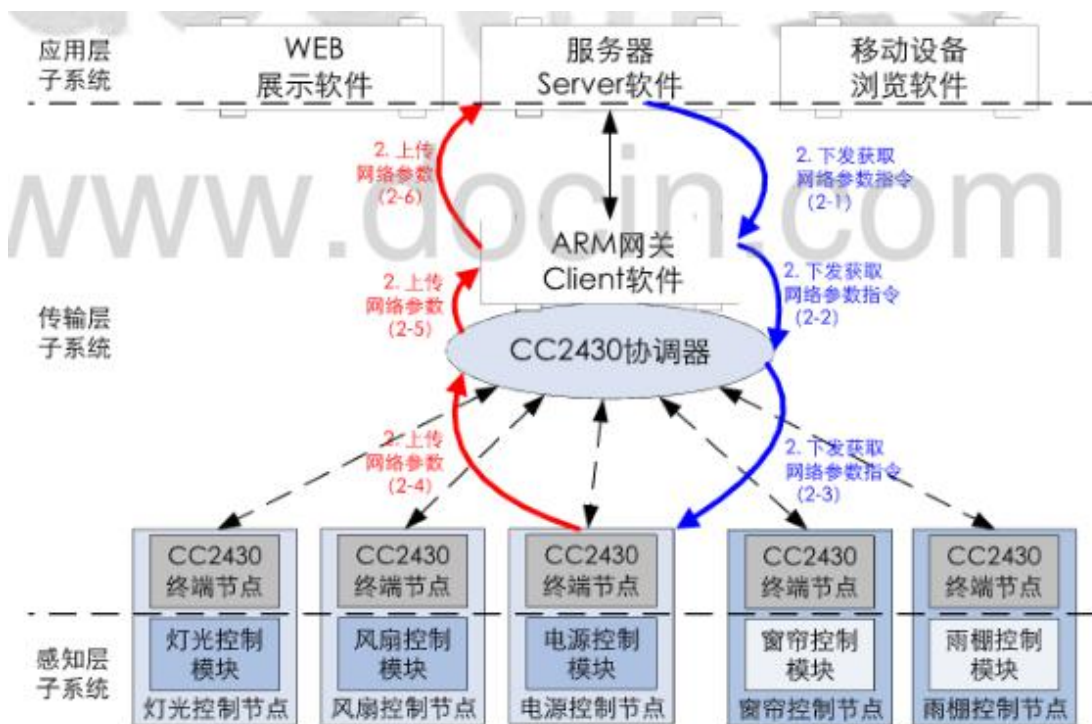 应用层
子系统
WEB
展示软件
服务器
Server软件
移动设备
浏览软件
2. 上传
网络参数
(2-6)
2. 下发获取
网络参数指令
(2-1)
www.docin.com
ARM网关
Client软件
2. 上传
网络参数
(2-5)
2. 下发获取
网络参数指令
(2-2)
传输层
子系统
CC2430协调器
2. 上传
网络参数
(2-4)
2. 下发获取
网络参数指令
(2-3)
CC2430
终端节点
CC2430
终端节点
CC2430
终端节点
CC2430
终端节点
CC2430
终端节点
感知层
子系统
灯光控制
模块
灯光控制节点
风扇控制
模块
风扇控制节点
电源控制
模块
电源控制节点
窗帘控制
模块
窗帘控制节点
雨棚控制
模块
雨棚控制节点